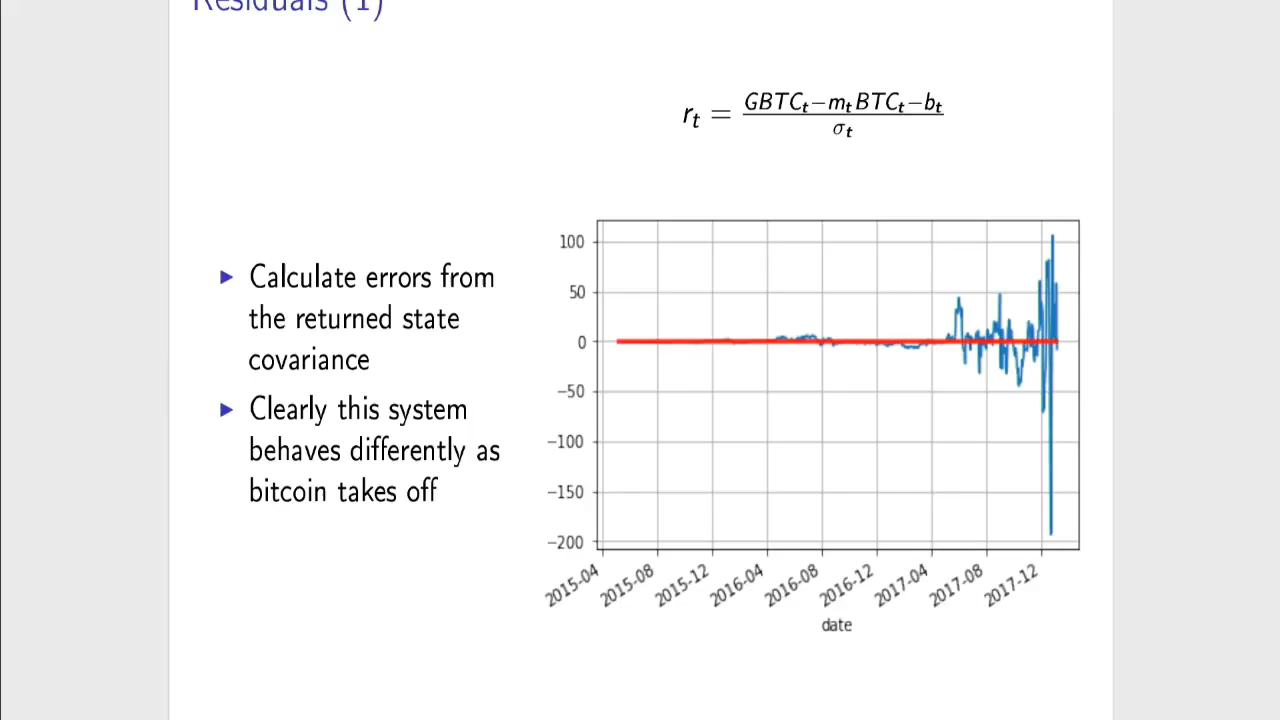 Residuals (1)
r_t = (GBTC_t − m_t BTC_t − b_t) / σ_t
▶ Calculate errors from
the returned state
covariance
▶ Clearly this system
behaves differently as
bitcoin takes off
100
50
0
−50
−100
−150
−200
2015-04
2015-08
2015-12
2016-04
2016-08
2016-12
2017-04
2017-08
2017-12
date